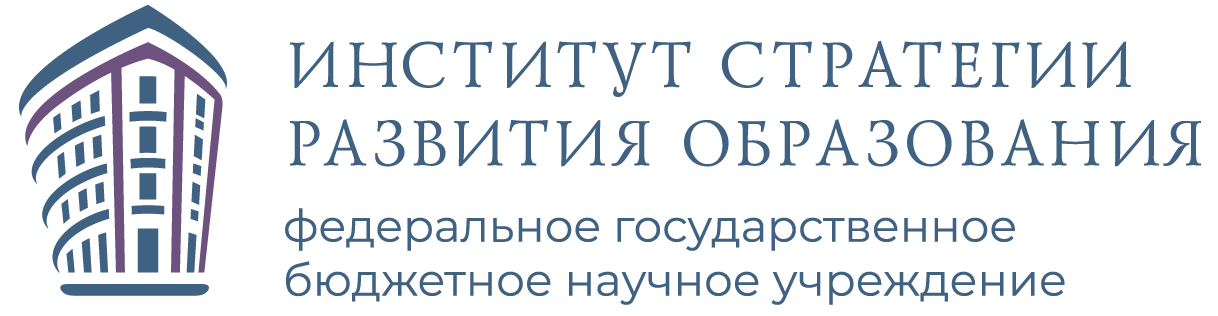 ИНСТИТУТ СТРАТЕГИИ
РАЗВИТИЯ ОБРАЗОВАНИЯ
федеральное государственное
бюджетное научное учреждение